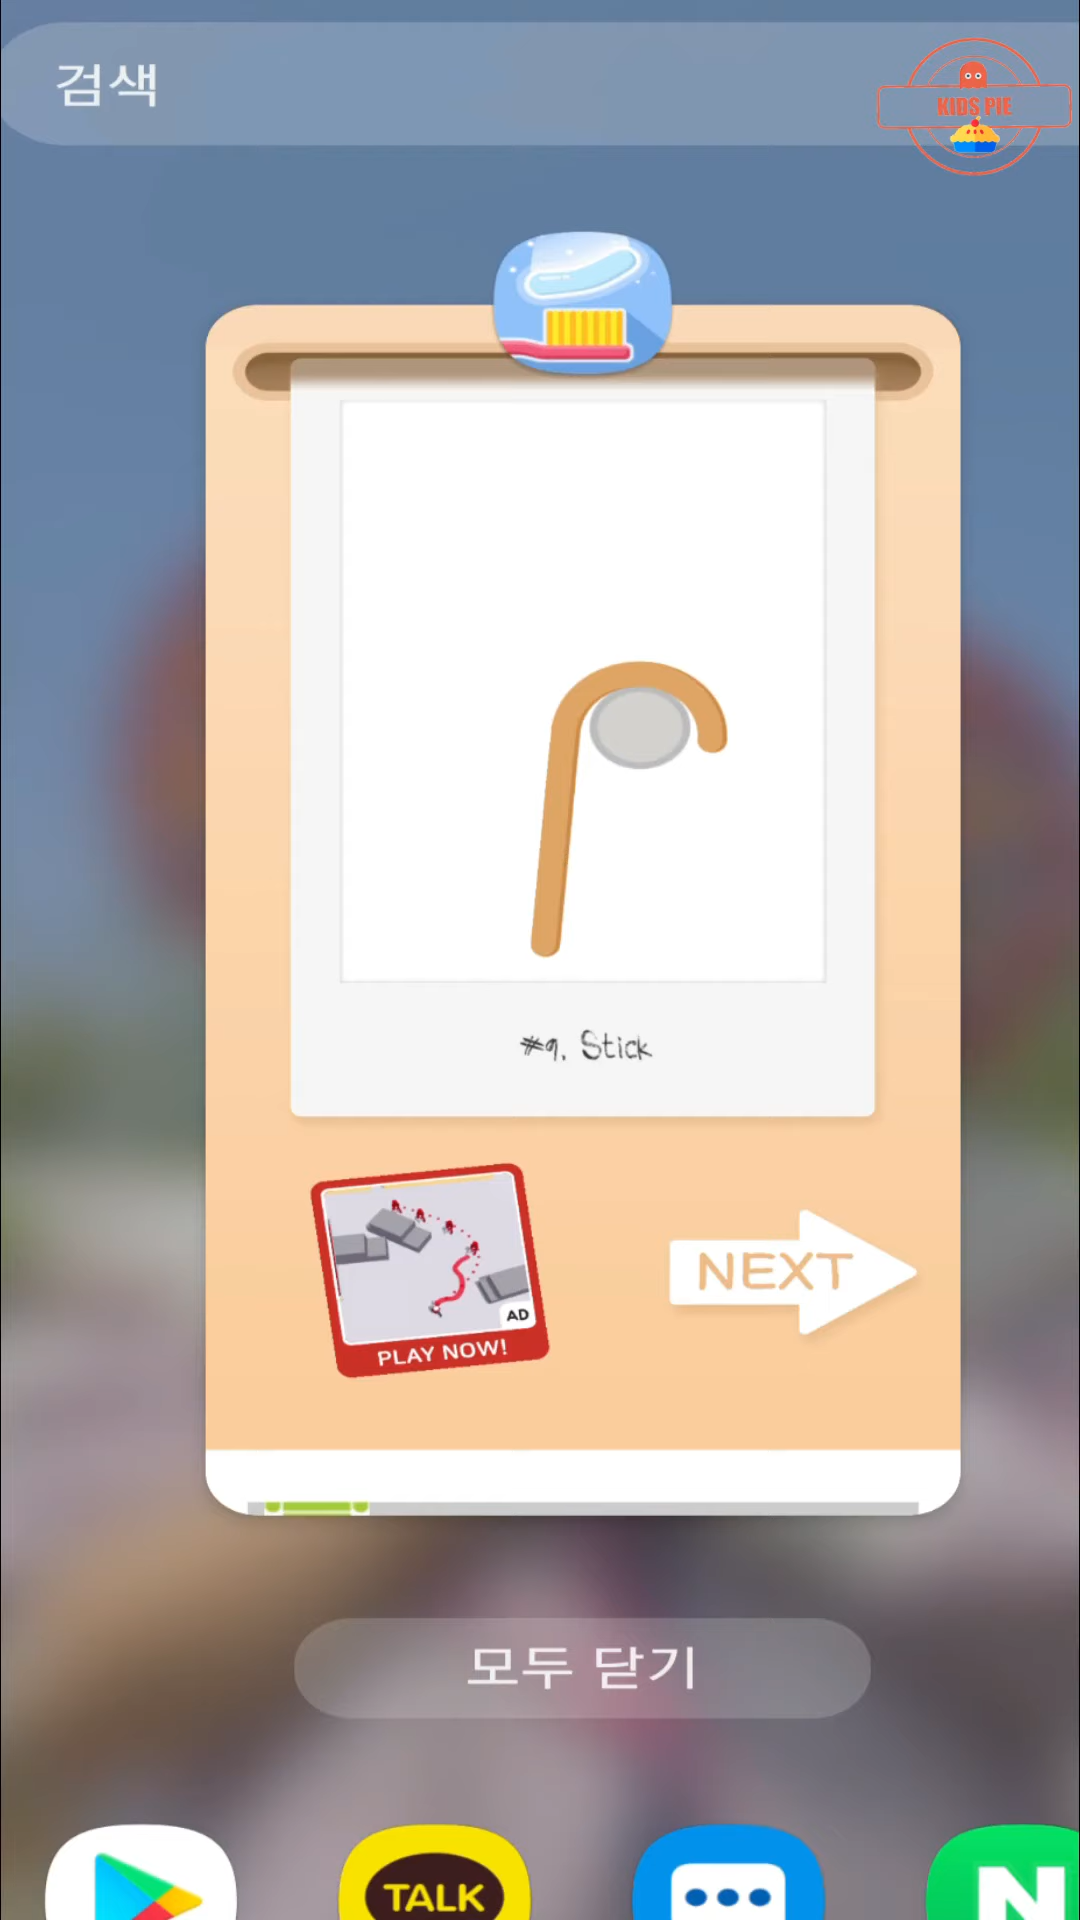 검색
KIDS PIE
#9. Stick
AD
PLAY NOW!
NEXT
모두 닫기
TALK
N